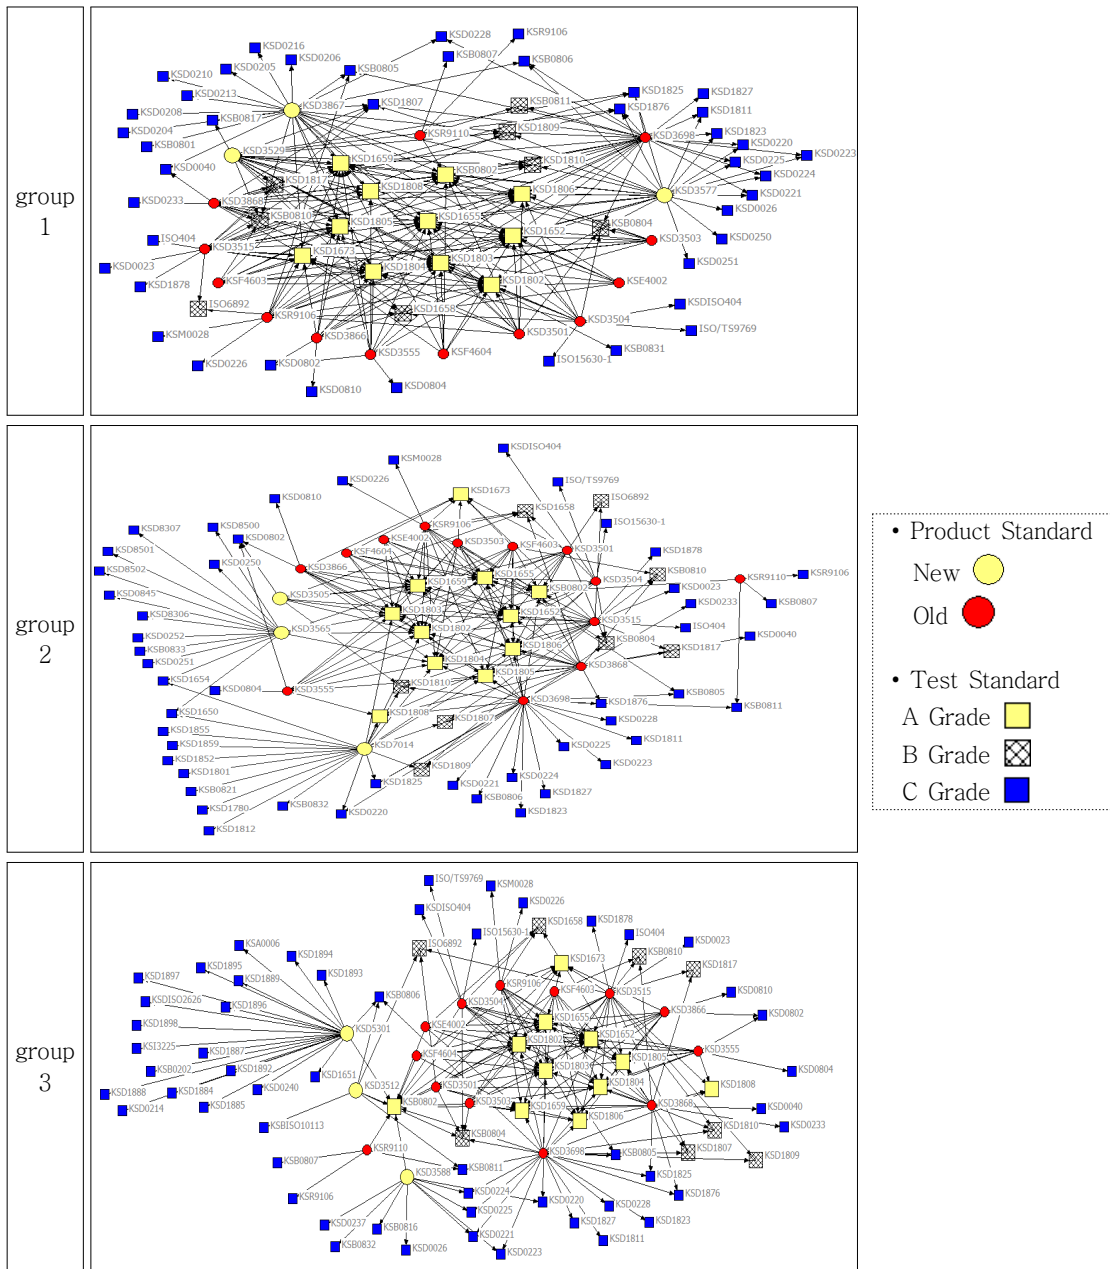 group
1
KSD0216
KSD0206
KSD0228
KSR9106
KSD0205
KSD0210
KSB0805
KSB0807
KSB0806
KSD0213
KSD3867
KSD1807
KSB0811
KSD1825
KSD1827
KSD0208
KSB0817
KSD1876
KSD1811
KSD0204
KSR9110
KSD1809
KSD3698
KSD1823
KSB0801
KSD0220
KSD3529
KSD1659
KSD1810
KSD0225
KSD0223
KSD0040
KSB0802
KSD0224
KSD1817
KSD1808
KSD1806
KSD3577
KSD0221
KSD0233
KSD3868
KSD0026
KSB0810
KSD1805
KSD1655
KSD1652
KSB0804
ISO404
KSD3515
KSD1673
KSD3503
KSD0250
KSD0023
KSD1804
KSD1803
KSD0251
KSD1878
KSF4603
KSD1802
KSE4002
ISO6892
KSD1658
KSDISO404
KSR9106
KSD3504
ISO/TS9769
KSM0028
KSD3866
KSD3501
KSD0226
KSD0802
KSD3555
KSF4604
ISO15630-1
KSB0831
KSD0810
KSD0804
group
2
KSDISO404
KSM0028
KSD0226
ISO/TS9769
KSD0810
KSD1673
ISO6892
KSD1658
KSD8307
KSD8500
KSR9106
ISO15630-1
KSD0802
KSE4002
KSD3503
KSF4603
KSD3501
KSD8501
KSF4604
KSD1878
KSD0250
KSD3866
KSD8502
KSD1659
KSD1655
KSD3504
KSB0810
KSR9110
KSR9106
KSD0845
KSD3505
KSB0802
KSD0023
KSB0807
KSD8306
KSD1803
KSD1652
KSD0233
KSD0252
KSD3565
KSD1802
KSD3515
ISO404
KSD0040
KSB0833
KSD1806
KSB0804
KSD1817
KSD0251
KSD1804
KSD3868
KSD1654
KSD0804
KSD3555
KSD1810
KSD1805
KSB0805
KSD1650
KSD1808
KSD1807
KSD3698
KSD1876
KSB0811
KSD1855
KSD0228
KSD1859
KSD7014
KSD0225
KSD1811
KSD1852
KSD1809
KSD0223
KSD1801
KSD1825
KSD0221
KSD0224
KSB0821
KSB0832
KSB0806
KSD1827
KSD1780
KSD0220
KSD1823
KSD1812
group
3
ISO/TS9769
KSM0028
KSDISO404
KSD0226
KSD1658
KSD1878
KSA0006
ISO6892
ISO15630-1
ISO404
KSD1894
KSB0810
KSD0023
KSD1895
KSD1673
KSD1817
KSD1897
KSD1889
KSD1893
KSDISO2626
KSD1896
KSB0806
KSR9106
KSF4603
KSD3515
KSD0810
KSD3504
KSD3866
KSD0802
KSD1898
KSD5301
KSE4002
KSD1655
KSD1652
KSI3225
KSD1802
KSD1887
KSF4604
KSD1805
KSD3555
KSB0202
KSD1892
KSD1651
KSD1803
KSD0804
KSD1888
KSD1884
KSD0240
KSD3512
KSD3501
KSD1804
KSD1808
KSD0214
KSD1885
KSB0802
KSD3503
KSD1659
KSD3868
KSD0040
KSBISO10113
KSD1806
KSD1810
KSD0233
KSB0804
KSR9110
KSD3698
KSB0805
KSD1807
KSD1809
KSB0807
KSB0811
KSD1825
KSD3588
KSD0224
KSD1876
KSR9106
KSD0225
KSD0220
KSD0228
KSD0237
KSB0816
KSD0221
KSD1827
KSD1823
KSB0832
KSD0026
KSD0223
KSD1811
• Product Standard
New
Old
• Test Standard
A Grade
B Grade
C Grade